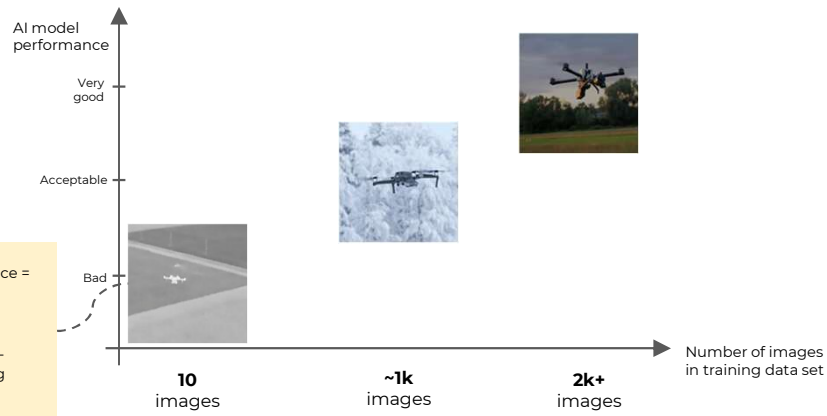 AI model
performance
Very
good
Acceptable
Bad
ce =
g
10
images
~1k
images
2k+
images
Number of images
in training data set